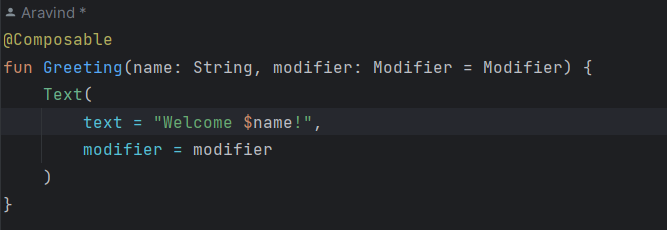 Aravind *
@Composable
fun Greeting(name: String, modifier: Modifier = Modifier) {
    Text(
        text = "Welcome $name!",
        modifier = modifier
    )
}